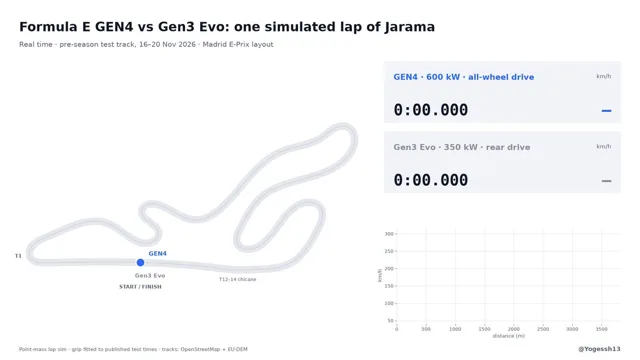 Formula E GEN4 vs Gen3 Evo: one simulated lap of Jarama
Real time · pre-season test track, 16–20 Nov 2026 · Madrid E-Prix layout
GEN4 · 600 kW · all-wheel drive
km/h
0:00.000
—
Gen3 Evo · 350 kW · rear drive
km/h
0:00.000
—
T1
GEN4
Gen3 Evo
START / FINISH
T12–14 chicane
300
250
200
150
100
50
km/h
0
500
1000
1500
2000
2500
3000
3500
distance (m)
Point-mass lap sim · grip fitted to published test times · tracks: OpenStreetMap + EU-DEM
@Yogessh13